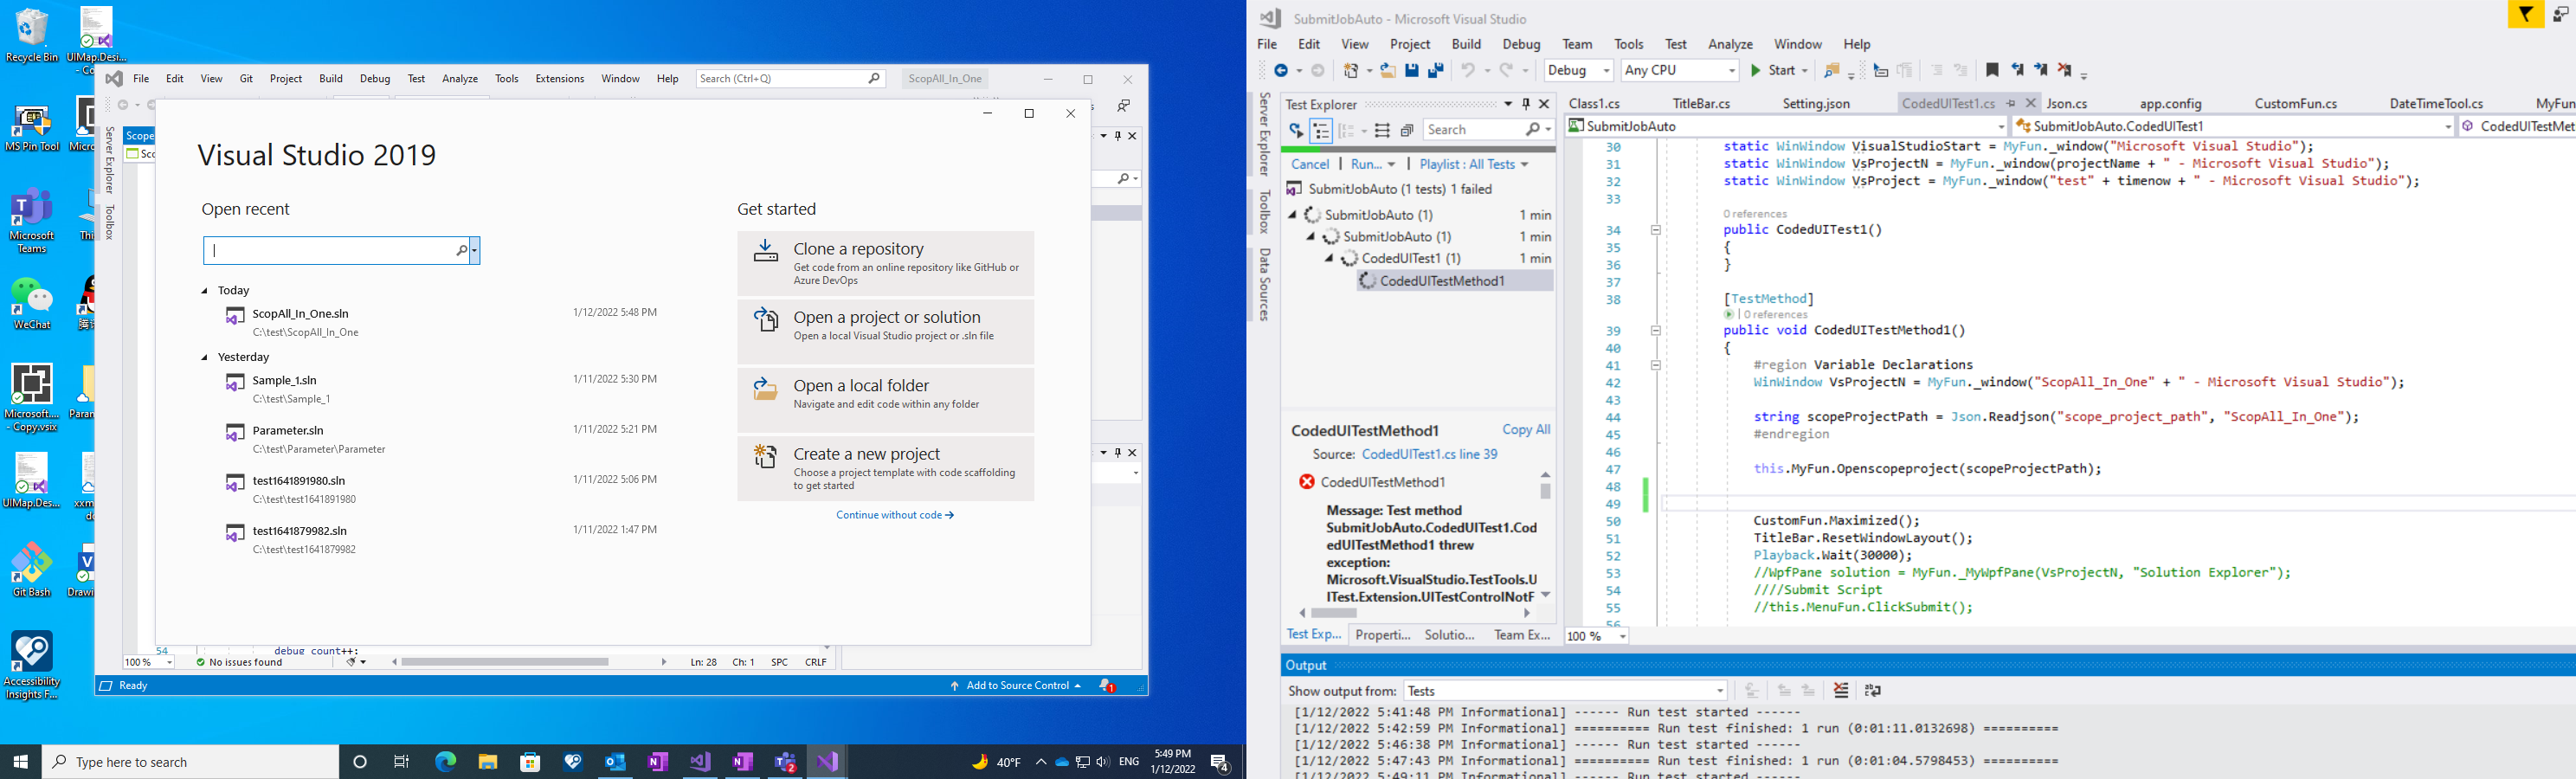 Recycle Bin
UIMap.Desi...
- Co
MS Pin Tool
Micro
Microsoft
Teams
This
WeChat
Microsoft....
- Copy.vsix
Param
UIMap.Des...
xxm
do
Git Bash
Drawi
Accessibility
Insights F...
File Edit View Git Project Build Debug Test Analyze Tools Extensions Window Help
Search (Ctrl+Q)
ScopAll_In_One
Server Explorer
Toolbox
Scope
Sco
Visual Studio 2019
Open recent
Today
ScopAll_In_One.sln 1/12/2022 5:48 PM
C:\test\ScopAll_In_One
Yesterday
Sample_1.sln 1/11/2022 5:30 PM
C:\test\Sample_1
Parameter.sln 1/11/2022 5:21 PM
C:\test\Parameter\Parameter
test1641891980.sln 1/11/2022 5:06 PM
C:\test\test1641891980
test1641879982.sln 1/11/2022 1:47 PM
C:\test\test1641879982
Get started
Clone a repository
Get code from an online repository like GitHub or
Azure DevOps
Open a project or solution
Open a local Visual Studio project or .sln file
Open a local folder
Navigate and edit code within any folder
Create a new project
Choose a project template with code scaffolding
to get started
Continue without code →
54 debug count++;
100 % No issues found Ln: 28 Ch: 1 SPC CRLF
Ready Add to Source Control 1
Type here to search
2
40°F ENG
5:49 PM
1/12/2022
4
SubmitJobAuto - Microsoft Visual Studio
File Edit View Project Build Debug Team Tools Test Analyze Window Help
Debug Any CPU Start
Server Explorer
Toolbox
Data Sources
Test Explorer
Search
Cancel | Run... | Playlist : All Tests
SubmitJobAuto (1 tests) 1 failed
SubmitJobAuto (1) 1 min
SubmitJobAuto (1) 1 min
CodedUITest1 (1) 1 min
CodedUITestMethod1
CodedUITestMethod1 Copy All
Source: CodedUITest1.cs line 39
CodedUITestMethod1
Message: Test method
SubmitJobAuto.CodedUITest1.Cod
edUITestMethod1 threw
exception:
Microsoft.VisualStudio.TestTools.U
ITest.Extension.UITestControlNotF
Test Exp... Properti... Solutio... Team Ex...
Class1.cs TitleBar.cs Setting.json CodedUITest1.cs Json.cs app.config CustomFun.cs DateTimeTool.cs MyFun
SubmitJobAuto SubmitJobAuto.CodedUITest1 CodedUITestMet
30 static WinWindow VisualStudioStart = MyFun._window("Microsoft Visual Studio");
31 static WinWindow VsProjectN = MyFun._window(projectName + " - Microsoft Visual Studio");
32 static WinWindow VsProject = MyFun._window("test" + timenow + " - Microsoft Visual Studio");
33
0 references
34 public CodedUITest1()
35 {
36 }
37
38 [TestMethod]
| 0 references
39 public void CodedUITestMethod1()
40 {
41 #region Variable Declarations
42 WinWindow VsProjectN = MyFun._window("ScopAll_In_One" + " - Microsoft Visual Studio");
43
44 string scopeProjectPath = Json.Readjson("scope_project_path", "ScopAll_In_One");
45 #endregion
46
47 this.MyFun.Openscopeproject(scopeProjectPath);
48
49
50 CustomFun.Maximized();
51 TitleBar.ResetWindowLayout();
52 Playback.Wait(30000);
53 //WpfPane solution = MyFun._MyWpfPane(VsProjectN, "Solution Explorer");
54 ////Submit Script
55 //this.MenuFun.ClickSubmit();
56
100 %
Output
Show output from: Tests
[1/12/2022 5:41:48 PM Informational] ------ Run test started ------
[1/12/2022 5:42:59 PM Informational] ========== Run test finished: 1 run (0:01:11.0132698) ==========
[1/12/2022 5:46:38 PM Informational] ------ Run test started ------
[1/12/2022 5:47:43 PM Informational] ========== Run test finished: 1 run (0:01:04.5798453) ==========
[1/12/2022 5:49:11 PM Informational] ------ Run test started ------